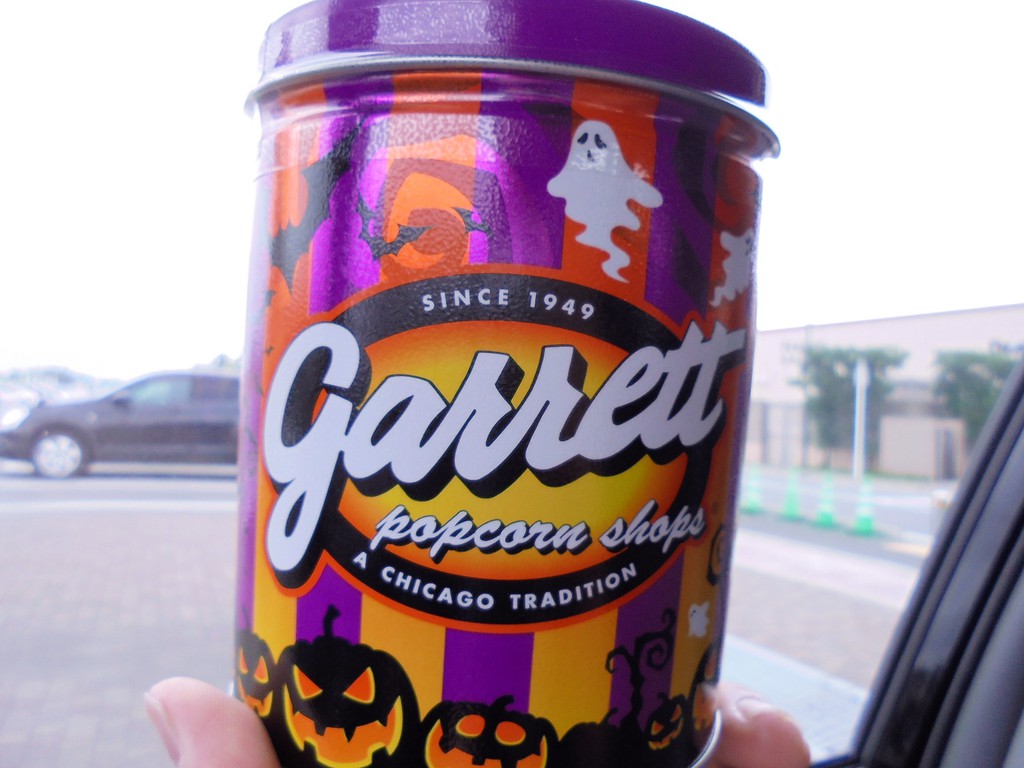 SINCE 1949
Garrett
popcorn shops
A CHICAGO TRADITION